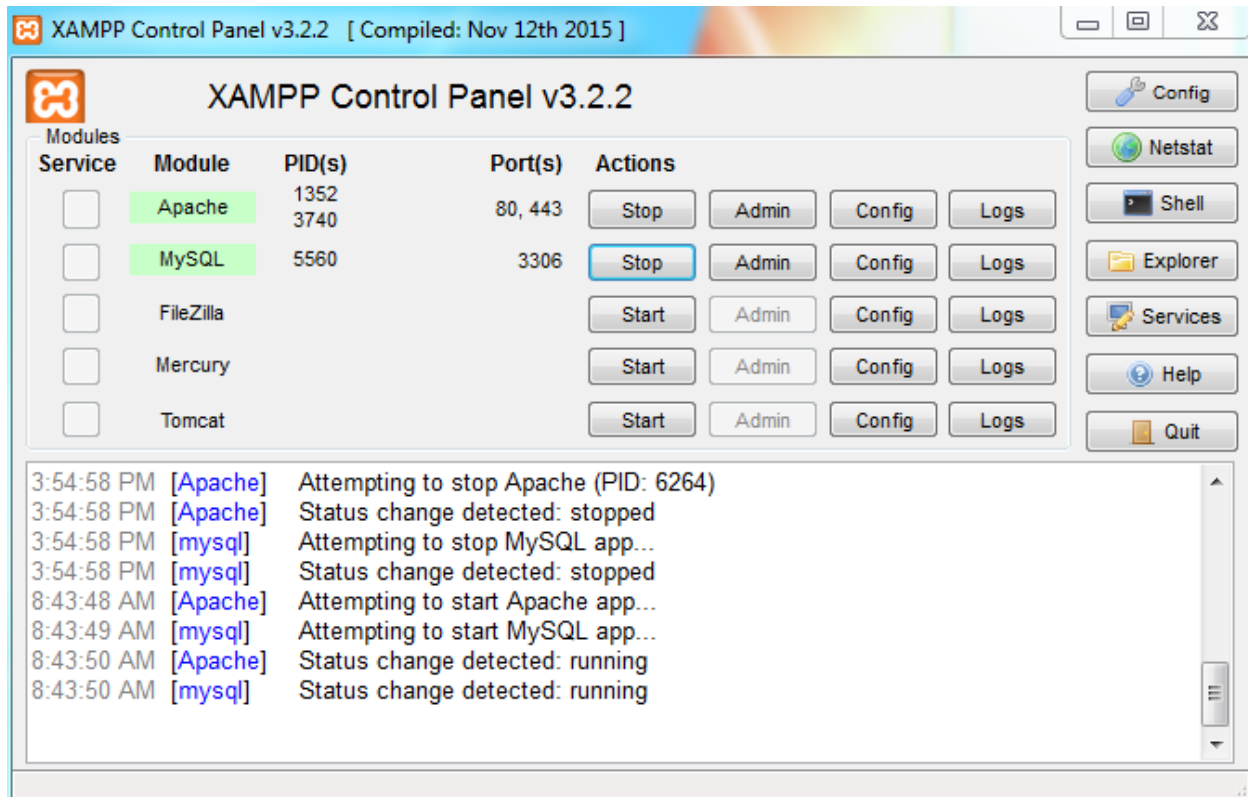 XAMPP Control Panel v3.2.2 [ Compiled: Nov 12th 2015 ]
XAMPP Control Panel v3.2.2
Config
Modules
Service Module PID(s) Port(s) Actions
Netstat
Apache 1352 3740 80, 443 Stop Admin Config Logs
Shell
MySQL 5560 3306 Stop Admin Config Logs
Explorer
FileZilla Start Admin Config Logs
Services
Mercury Start Admin Config Logs
Help
Tomcat Start Admin Config Logs
Quit
3:54:58 PM [Apache] Attempting to stop Apache (PID: 6264)
3:54:58 PM [Apache] Status change detected: stopped
3:54:58 PM [mysql] Attempting to stop MySQL app...
3:54:58 PM [mysql] Status change detected: stopped
8:43:48 AM [Apache] Attempting to start Apache app...
8:43:49 AM [mysql] Attempting to start MySQL app...
8:43:50 AM [Apache] Status change detected: running
8:43:50 AM [mysql] Status change detected: running